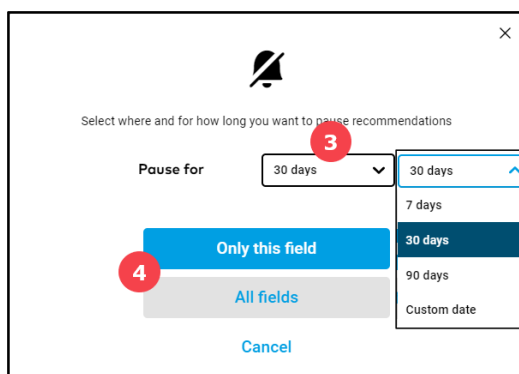 Select where and for how long you want to pause recommendations
3
Pause for 30 days 30 days
7 days
30 days
90 days
Custom date
4
Only this field
All fields
Cancel